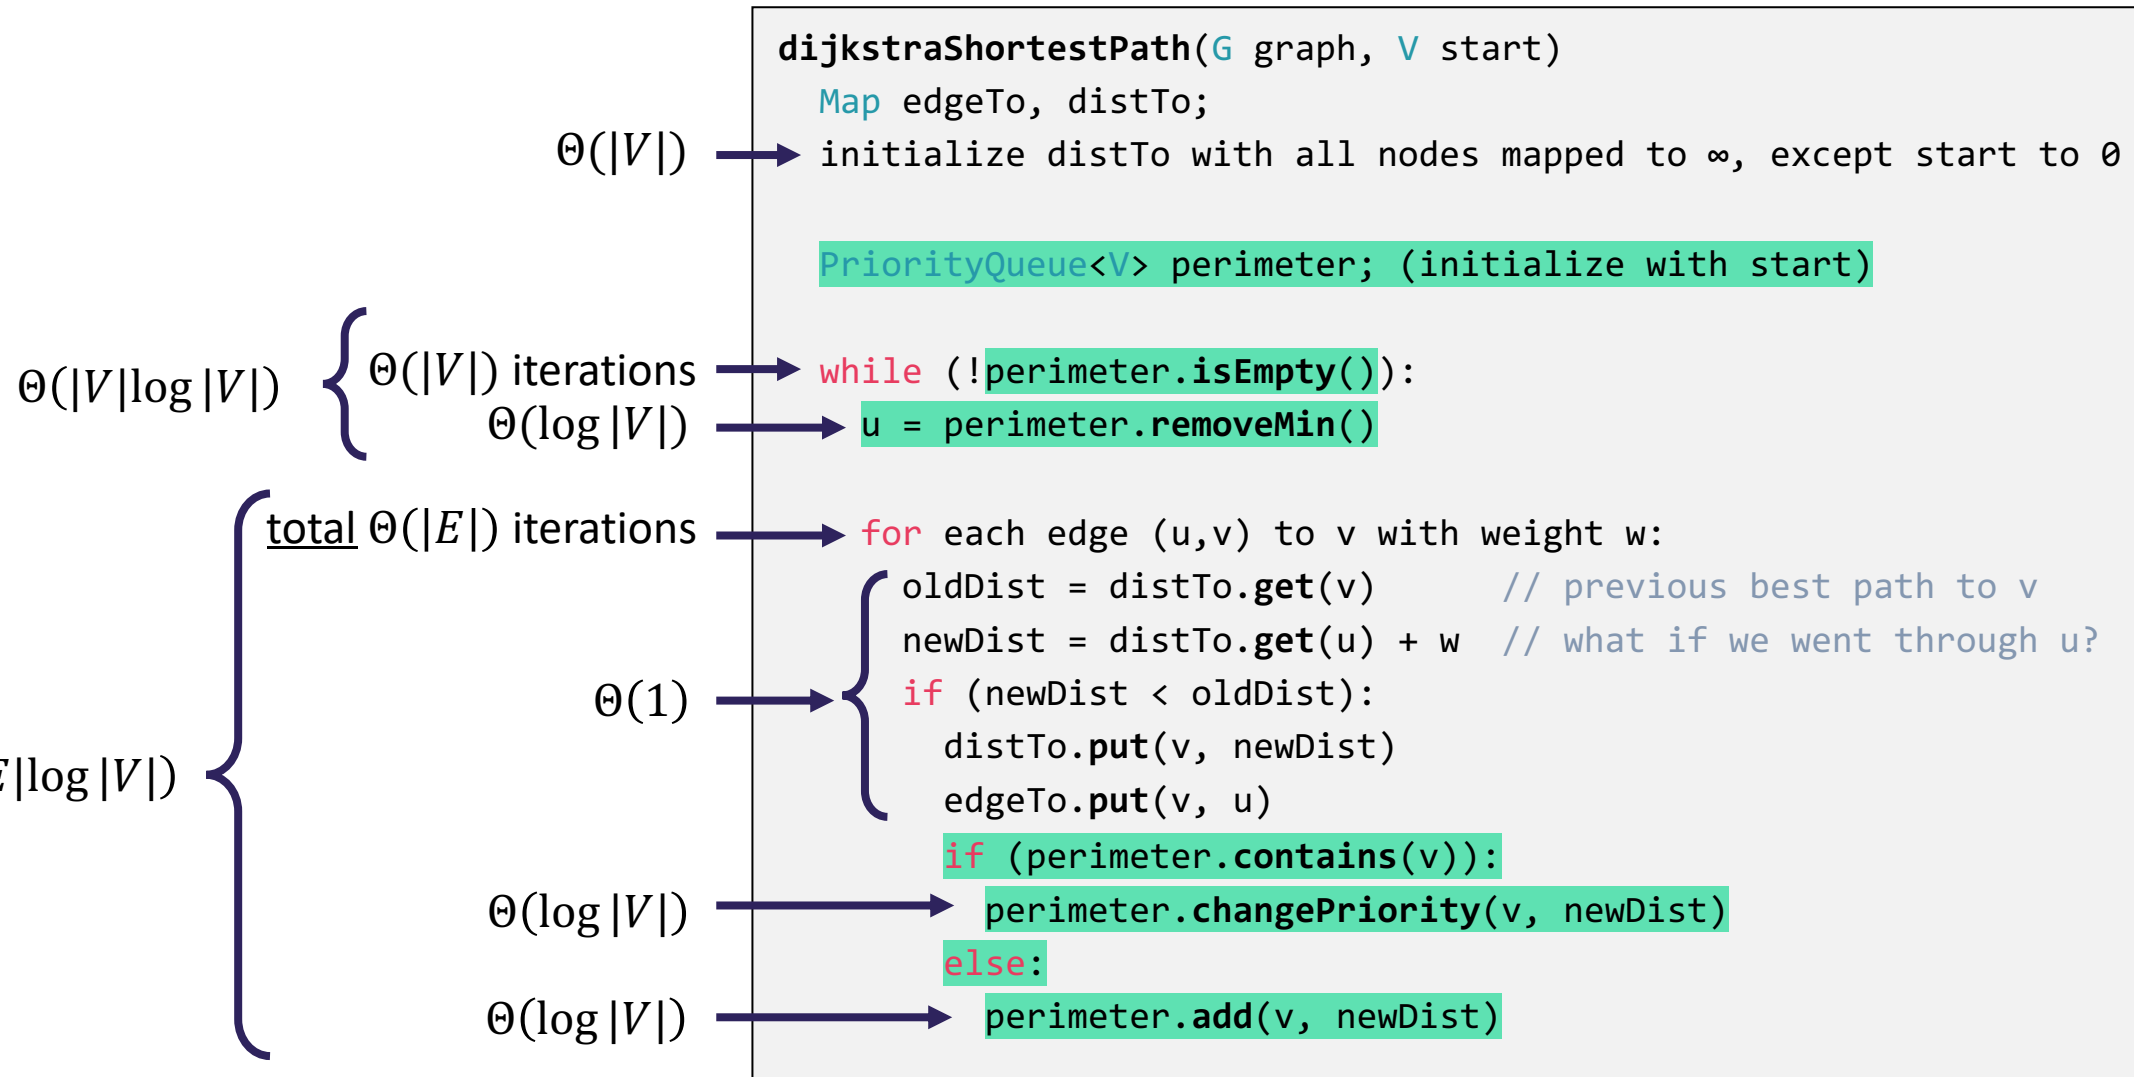 dijkstraShortestPath(G graph, V start)
Map edgeTo, distTo;
Θ(|V|) initialize distTo with all nodes mapped to ∞, except start to 0
PriorityQueue<V> perimeter; (initialize with start)
Θ(|V|log|V|)
Θ(|V|) iterations while (!perimeter.isEmpty()):
Θ(log|V|) u = perimeter.removeMin()
total Θ(|E|) iterations for each edge (u,v) to v with weight w:
oldDist = distTo.get(v) // previous best path to v
newDist = distTo.get(u) + w // what if we went through u?
Θ(1) if (newDist < oldDist):
distTo.put(v, newDist)
E|log|V|)
edgeTo.put(v, u)
if (perimeter.contains(v)):
Θ(log|V|) perimeter.changePriority(v, newDist)
else:
Θ(log|V|) perimeter.add(v, newDist)